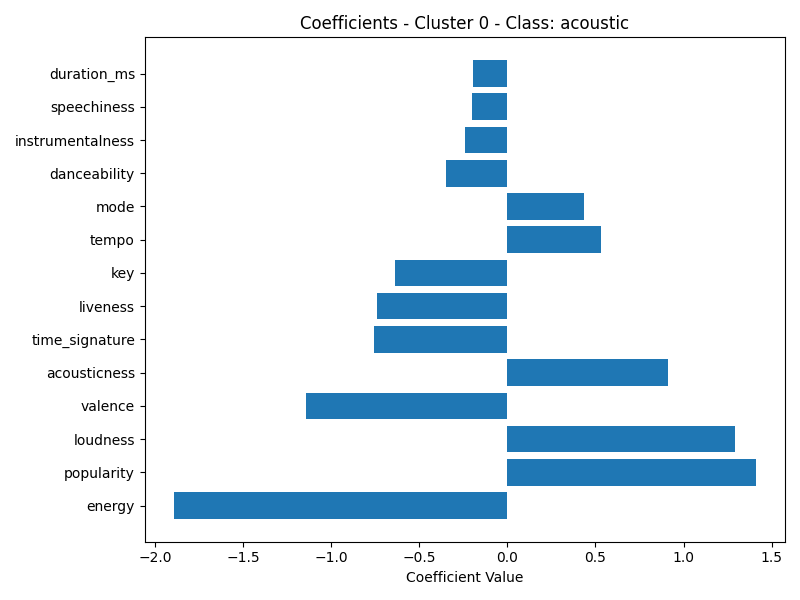 Coefficients - Cluster 0 - Class: acoustic
duration_ms
speechiness
instrumentalness
danceability
mode
tempo
key
liveness
time_signature
acousticness
valence
loudness
popularity
energy
−2.0 −1.5 −1.0 −0.5 0.0 0.5 1.0 1.5
Coefficient Value